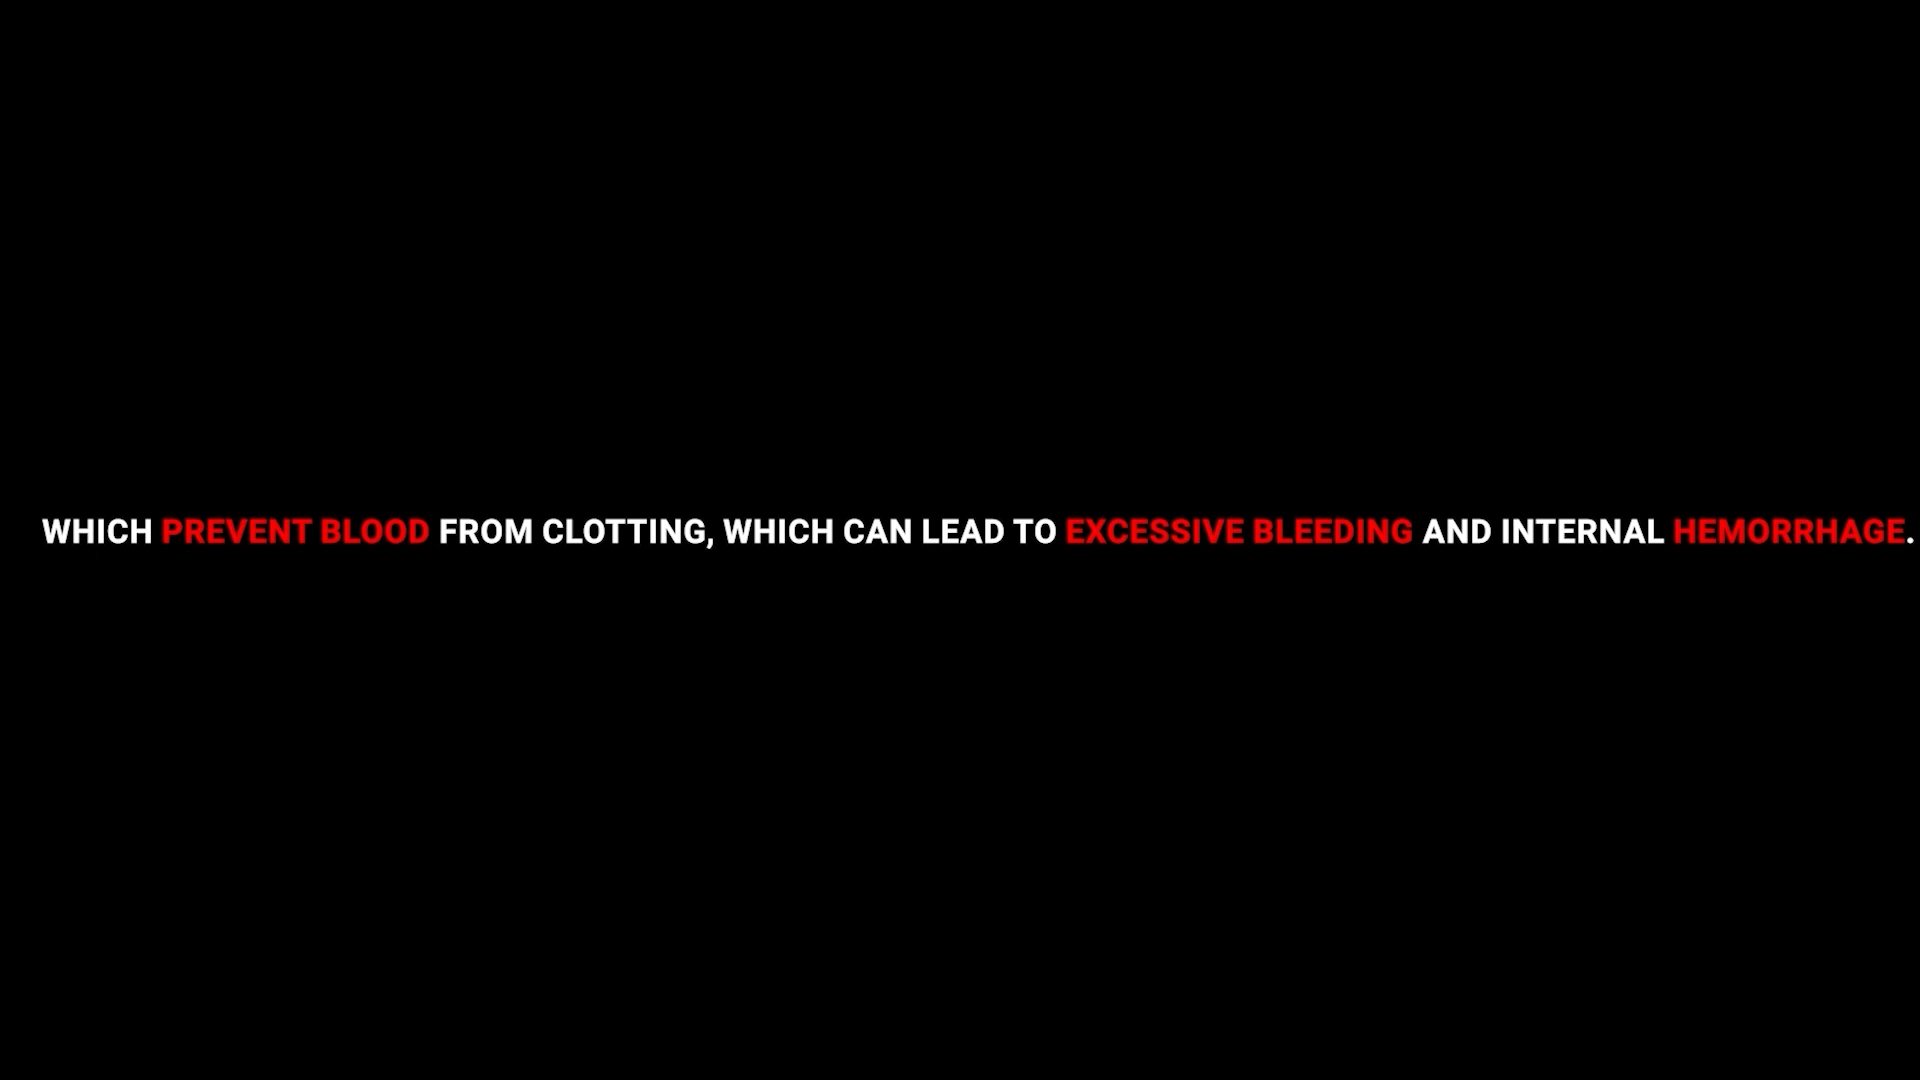 WHICH PREVENT BLOOD FROM CLOTTING, WHICH CAN LEAD TO EXCESSIVE BLEEDING AND INTERNAL HEMORRHAGE.